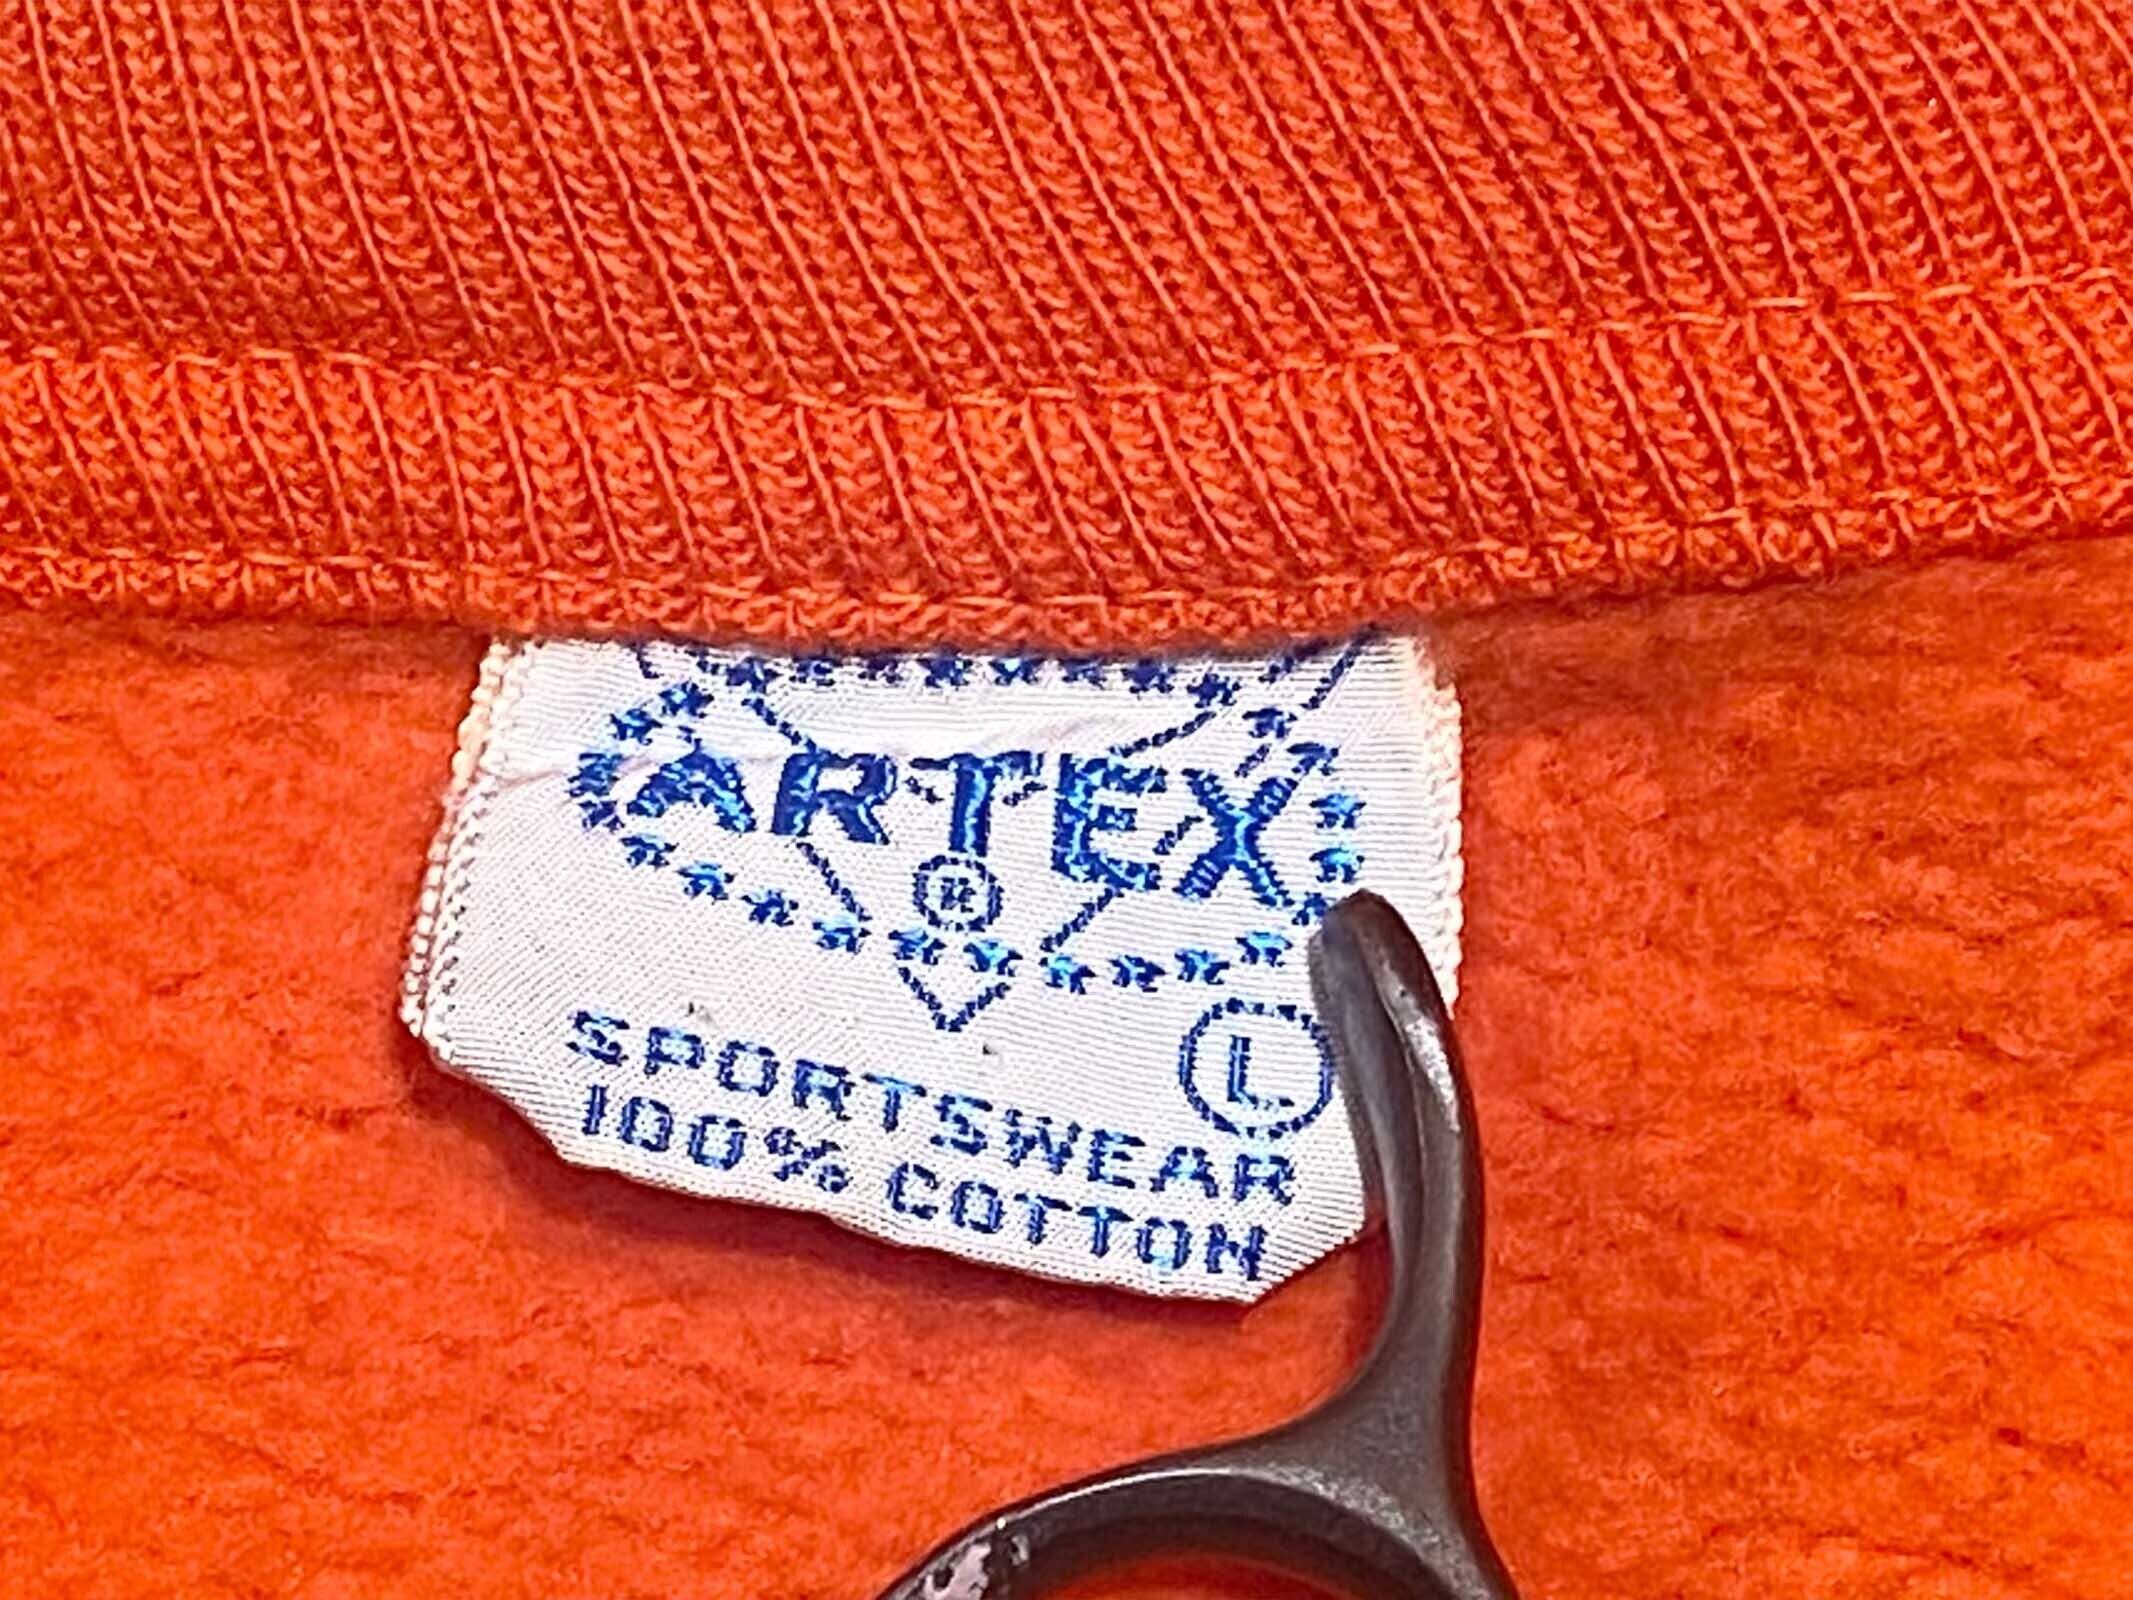 ARTEX
®
L
SPORTSWEAR
100% COTTON